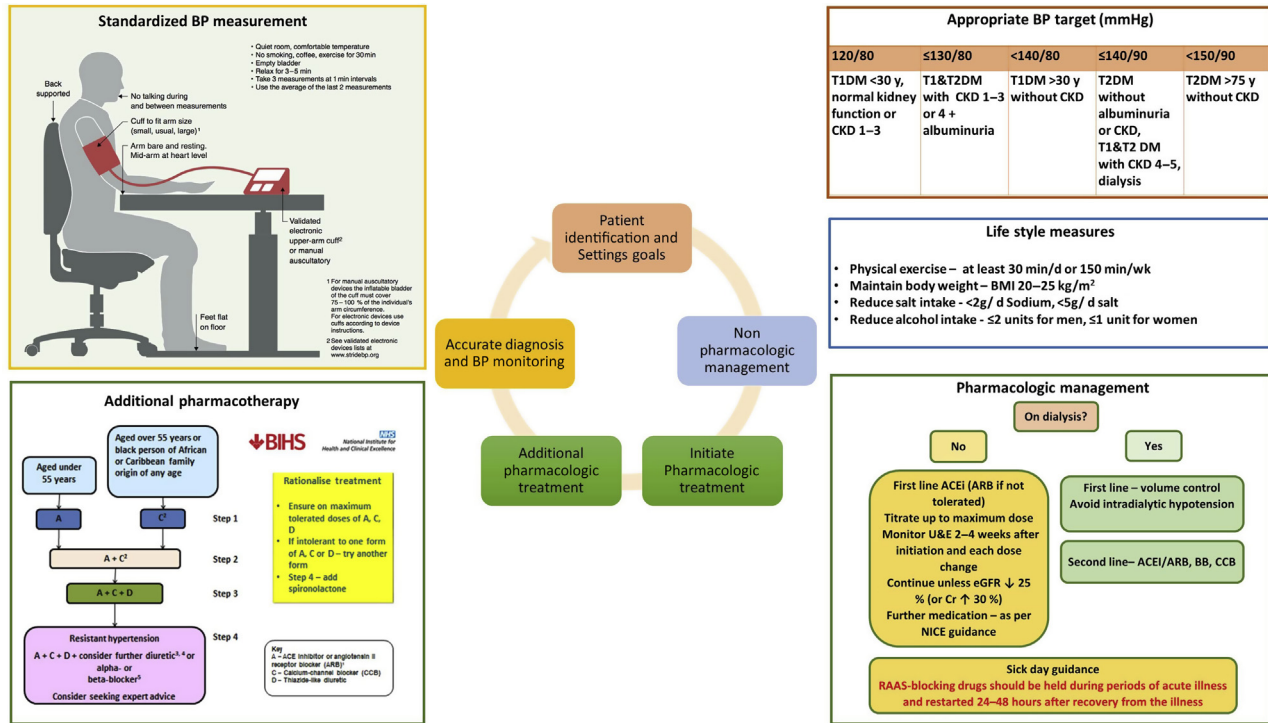 Standardized BP measurement
• Quiet room, comfortable temperature
• No smoking, coffee, exercise for 30 min
• Empty bladder
• Relax for 3–5 min
• Take 3 measurements at 1 min intervals
• Use the average of the last 2 measurements
Back
supported
No talking during
and between measurements
Cuff to fit arm size
(small, usual, large) 1
Arm bare and resting.
Mid-arm at heart level
Validated
electronic
upper-arm cuff2
or manual
auscultatory
1 For manual auscultatory
devices the inflatable bladder
of the cuff must cover
75–100 % of the individual's
arm circumference.
For electronic devices use
cuffs according to device
instructions.
2 See validated electronic
devices lists at
www.stridebp.org
Feet flat
on floor
Appropriate BP target (mmHg)
120/80 ≤130/80 <140/80 ≤140/90 <150/90
T1DM <30 y,
normal kidney
function or
CKD 1–3
T1&T2DM
with CKD 1–3
or 4 +
albuminuria
T1DM >30 y
without CKD
T2DM
without
albuminuria
or CKD,
T1&T2 DM
with CKD 4–5,
dialysis
T2DM >75 y
without CKD
Patient
identification and
Settings goals
Non
pharmacologic
management
Initiate
Pharmacologic
treatment
Additional
pharmacologic
treatment
Accurate diagnosis
and BP monitoring
Life style measures
• Physical exercise – at least 30 min/d or 150 min/wk
• Maintain body weight – BMI 20–25 kg/m2
• Reduce salt intake - <2g/ d Sodium, <5g/ d salt
• Reduce alcohol intake - ≤2 units for men, ≤1 unit for women
Additional pharmacotherapy
Aged under
55 years
Aged over 55 years or
black person of African
or Caribbean family
origin of any age
BIHS
NHS
National Institute for
Health and Clinical Excellence
A
C2
Step 1
A + C2
Step 2
A + C + D
Step 3
Step 4
Resistant hypertension
A + C + D + consider further diuretic3, 4 or
alpha- or
beta-blocker5
Consider seeking expert advice
Rationalise treatment
• Ensure on maximum
tolerated doses of A, C,
D
• If intolerant to one form
of A, C or D – try another
form
• Step 4 – add
spironolactone
Key
A – ACE inhibitor or angiotensin II
receptor blocker (ARB)1
C – Calcium-channel blocker (CCB)
D – Thiazide-like diuretic
Pharmacologic management
On dialysis?
No
Yes
First line ACEi (ARB if not
tolerated)
Titrate up to maximum dose
Monitor U&E 2–4 weeks after
initiation and each dose
change
Continue unless eGFR ↓ 25
% (or Cr ↑ 30 %)
Further medication – as per
NICE guidance
First line – volume control
Avoid intradialytic hypotension
Second line– ACEI/ARB, BB, CCB
Sick day guidance
RAAS-blocking drugs should be held during periods of acute illness
and restarted 24–48 hours after recovery from the illness